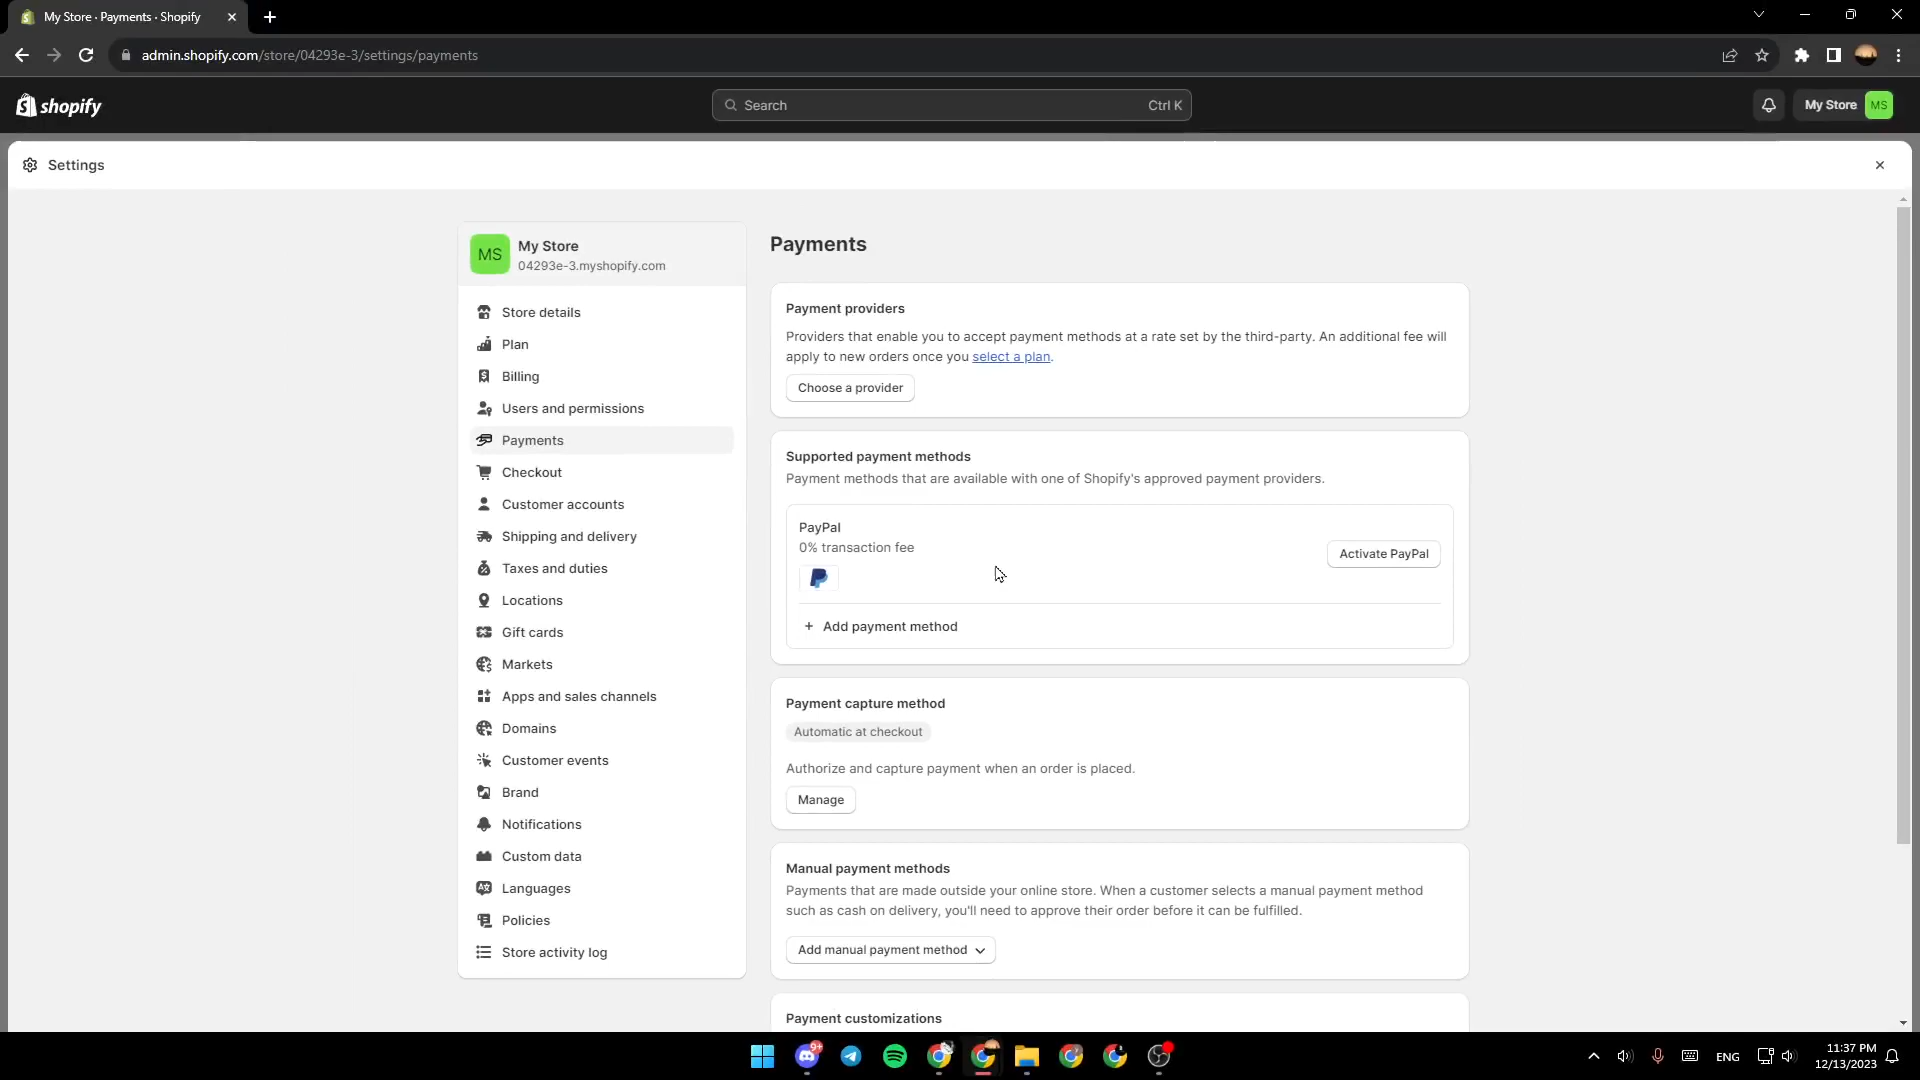 My Store · Payments · Shopify
admin.shopify.com/store/04293e-3/settings/payments
shopify
Search
Ctrl K
My Store
MS
Settings
MS
My Store
04293e-3.myshopify.com
Store details
Plan
Billing
Users and permissions
Payments
Checkout
Customer accounts
Shipping and delivery
Taxes and duties
Locations
Gift cards
Markets
Apps and sales channels
Domains
Customer events
Brand
Notifications
Custom data
Languages
Policies
Store activity log
Payments
Payment providers
Providers that enable you to accept payment methods at a rate set by the third-party. An additional fee will
apply to new orders once you select a plan.
Choose a provider
Supported payment methods
Payment methods that are available with one of Shopify's approved payment providers.
PayPal
0% transaction fee
Activate PayPal
+ Add payment method
Payment capture method
Automatic at checkout
Authorize and capture payment when an order is placed.
Manage
Manual payment methods
Payments that are made outside your online store. When a customer selects a manual payment method
such as cash on delivery, you'll need to approve their order before it can be fulfilled.
Add manual payment method
Payment customizations
9+
ENG
11:37 PM
12/13/2023